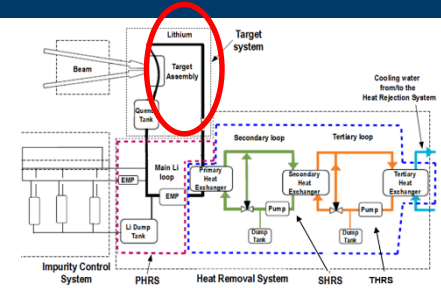 Lithium
Target
system
Beam
Target
Assembly
Cooling water
from/to the
Heat Rejection System
Quench
Tank
Secondary loop
Tertiary loop
Main Li
loop
Primary
Heat
Exchanger
Secondary
Heat
Exchanger
Tertiary
Heat
Exchanger
EMP
EMP
Pump
Pump
Li Dump
Tank
Dump
Tank
Dump
Tank
Impurity Control
System
PHRS
Heat Removal System
SHRS
THRS